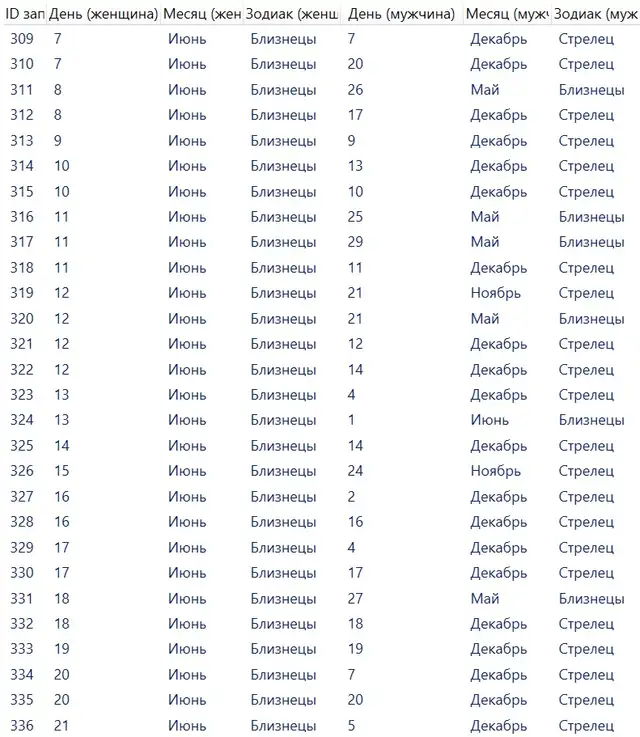 ID зап День (женщина) Месяц (жен Зодиак (женщ День (мужчина) Месяц (мужч Зодиак (муж
309 7 Июнь Близнецы 7 Декабрь Стрелец
310 7 Июнь Близнецы 20 Декабрь Стрелец
311 8 Июнь Близнецы 26 Май Близнецы
312 8 Июнь Близнецы 17 Декабрь Стрелец
313 9 Июнь Близнецы 9 Декабрь Стрелец
314 10 Июнь Близнецы 13 Декабрь Стрелец
315 10 Июнь Близнецы 10 Декабрь Стрелец
316 11 Июнь Близнецы 25 Май Близнецы
317 11 Июнь Близнецы 29 Май Близнецы
318 11 Июнь Близнецы 11 Декабрь Стрелец
319 12 Июнь Близнецы 21 Ноябрь Стрелец
320 12 Июнь Близнецы 21 Май Близнецы
321 12 Июнь Близнецы 12 Декабрь Стрелец
322 12 Июнь Близнецы 14 Декабрь Стрелец
323 13 Июнь Близнецы 4 Декабрь Стрелец
324 13 Июнь Близнецы 1 Июнь Близнецы
325 14 Июнь Близнецы 14 Декабрь Стрелец
326 15 Июнь Близнецы 24 Ноябрь Стрелец
327 16 Июнь Близнецы 2 Декабрь Стрелец
328 16 Июнь Близнецы 16 Декабрь Стрелец
329 17 Июнь Близнецы 4 Декабрь Стрелец
330 17 Июнь Близнецы 17 Декабрь Стрелец
331 18 Июнь Близнецы 27 Май Близнецы
332 18 Июнь Близнецы 18 Декабрь Стрелец
333 19 Июнь Близнецы 19 Декабрь Стрелец
334 20 Июнь Близнецы 7 Декабрь Стрелец
335 20 Июнь Близнецы 20 Декабрь Стрелец
336 21 Июнь Близнецы 5 Декабрь Стрелец